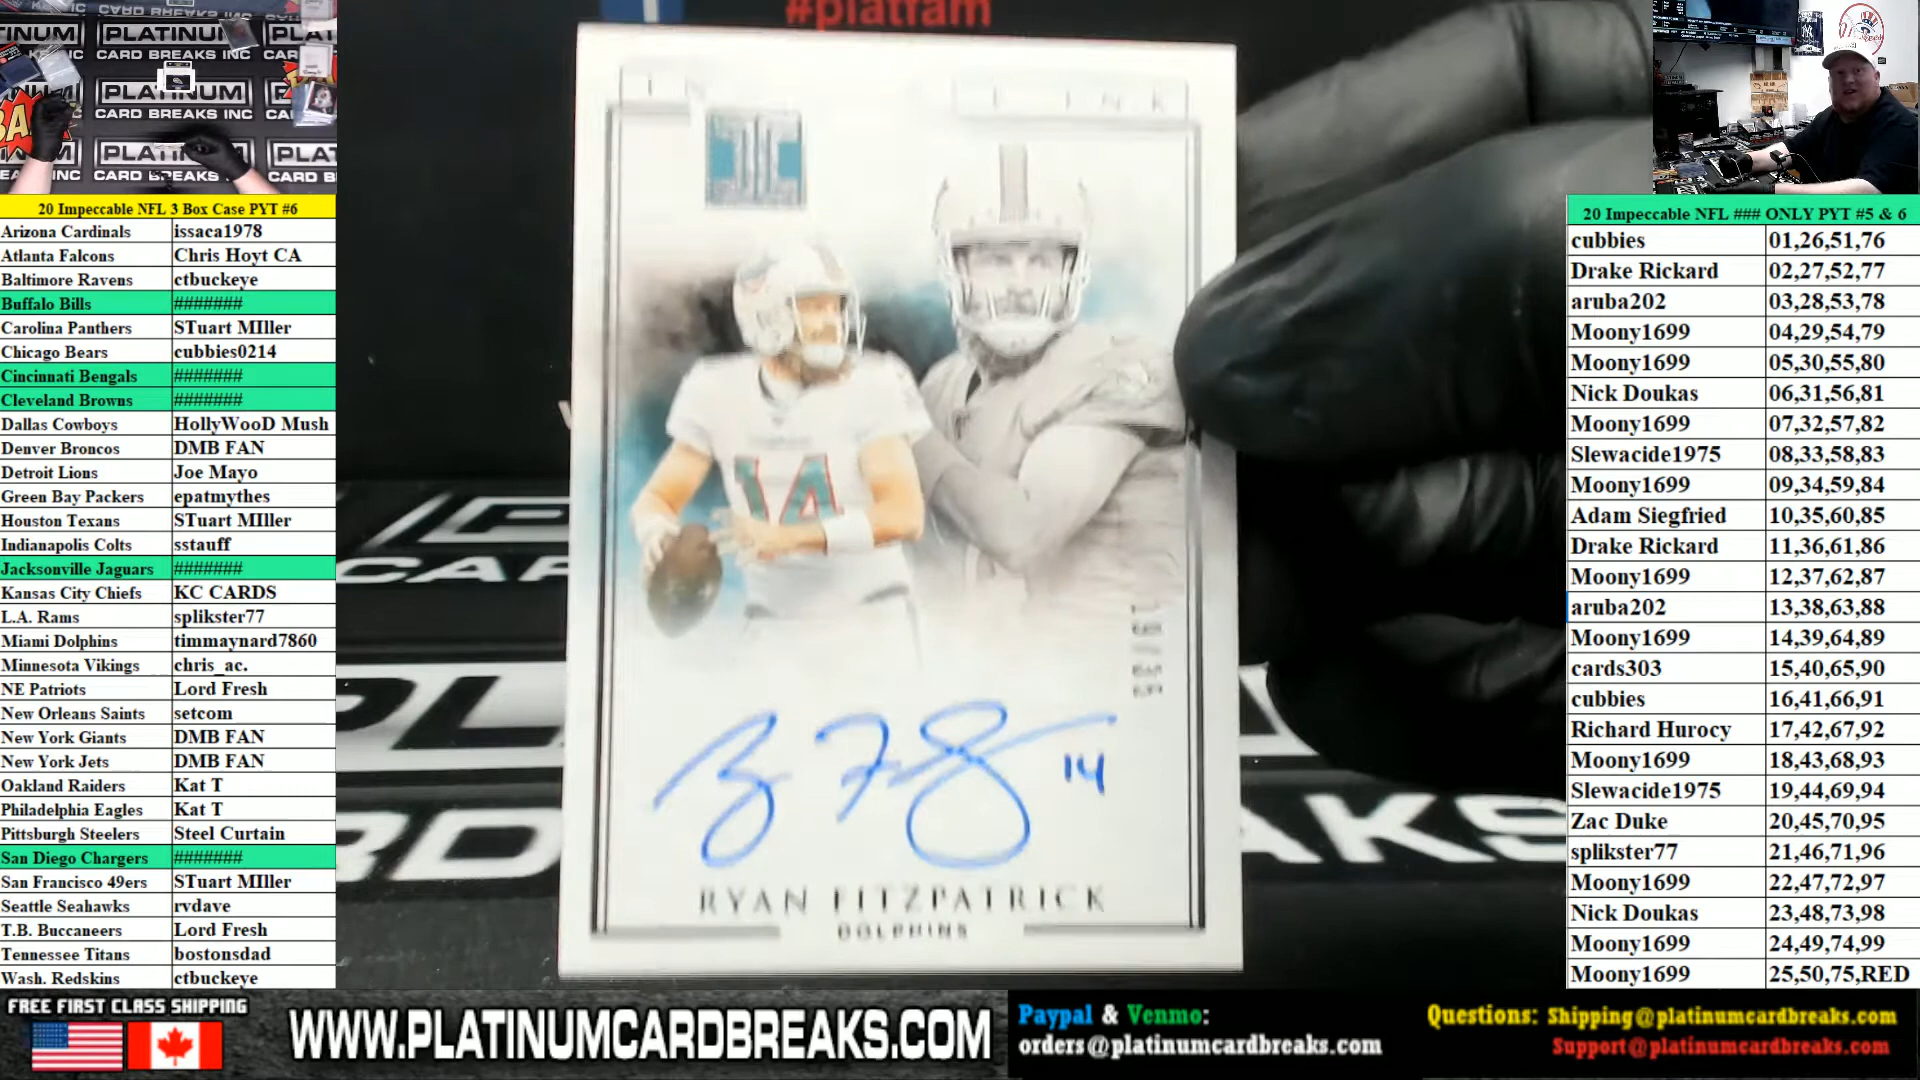 #platfam
PLATINUM
CARD BREAKS INC
PLATINUM
CARD BREAKS INC
20 Impeccable NFL 3 Box Case PYT #6
Arizona Cardinals issaca1978
Atlanta Falcons Chris Hoyt CA
Baltimore Ravens ctbuckeye
Buffalo Bills #######
Carolina Panthers STuart MIller
Chicago Bears cubbies0214
Cincinnati Bengals #######
Cleveland Browns #######
Dallas Cowboys HollyWooD Mush
Denver Broncos DMB FAN
Detroit Lions Joe Mayo
Green Bay Packers epatmythes
Houston Texans STuart MIller
Indianapolis Colts sstauff
Jacksonville Jaguars #######
Kansas City Chiefs KC CARDS
L.A. Rams splikster77
Miami Dolphins timmaynard7860
Minnesota Vikings chris_ac.
NE Patriots Lord Fresh
New Orleans Saints setcom
New York Giants DMB FAN
New York Jets DMB FAN
Oakland Raiders Kat T
Philadelphia Eagles Kat T
Pittsburgh Steelers Steel Curtain
San Diego Chargers #######
San Francisco 49ers STuart MIller
Seattle Seahawks rvdave
T.B. Buccaneers Lord Fresh
Tennessee Titans bostonsdad
Wash. Redskins ctbuckeye
14
14
RYAN FITZPATRICK
DOLPHINS
20 Impeccable NFL ### ONLY PYT #5 & 6
cubbies 01,26,51,76
Drake Rickard 02,27,52,77
aruba202 03,28,53,78
Moony1699 04,29,54,79
Moony1699 05,30,55,80
Nick Doukas 06,31,56,81
Moony1699 07,32,57,82
Slewacide1975 08,33,58,83
Moony1699 09,34,59,84
Adam Siegfried 10,35,60,85
Drake Rickard 11,36,61,86
Moony1699 12,37,62,87
aruba202 13,38,63,88
Moony1699 14,39,64,89
cards303 15,40,65,90
cubbies 16,41,66,91
Richard Hurocy 17,42,67,92
Moony1699 18,43,68,93
Slewacide1975 19,44,69,94
Zac Duke 20,45,70,95
splikster77 21,46,71,96
Moony1699 22,47,72,97
Nick Doukas 23,48,73,98
Moony1699 24,49,74,99
Moony1699 25,50,75,RED
FREE FIRST CLASS SHIPPING
WWW.PLATINUMCARDBREAKS.COM
Paypal & Venmo:
orders@platinumcardbreaks.com
Questions: Shipping@platinumcardbreaks.com
Support@platinumcardbreaks.com